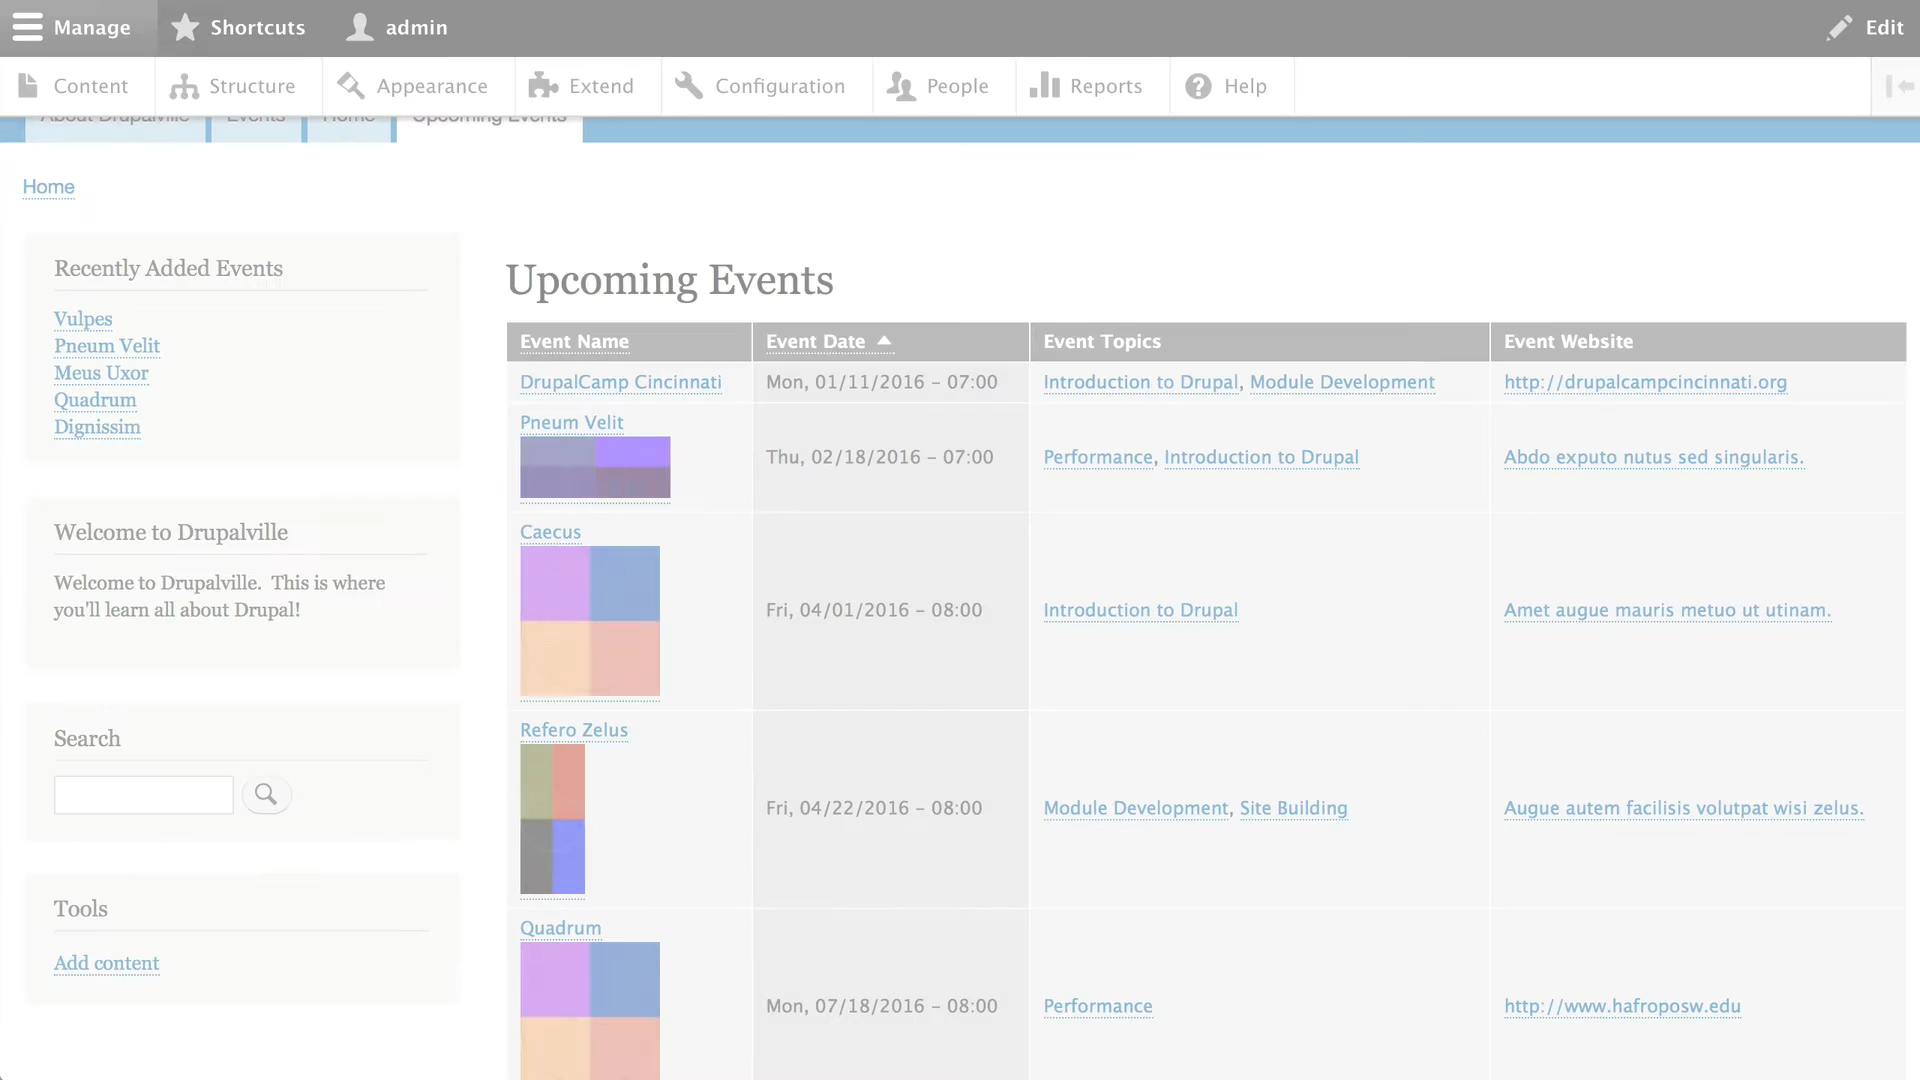 Manage Shortcuts admin Edit
Content Structure Appearance Extend Configuration People Reports Help
About Drupalville Events Home Upcoming Events
Home
Recently Added Events
Vulpes
Pneum Velit
Meus Uxor
Quadrum
Dignissim
Welcome to Drupalville
Welcome to Drupalville. This is where
you'll learn all about Drupal!
Search
Tools
Add content
Upcoming Events
Event Name Event Date Event Topics Event Website
DrupalCamp Cincinnati Mon, 01/11/2016 - 07:00 Introduction to Drupal, Module Development http://drupalcampcincinnati.org
Pneum Velit Thu, 02/18/2016 - 07:00 Performance, Introduction to Drupal Abdo exputo nutus sed singularis.
Caecus Fri, 04/01/2016 - 08:00 Introduction to Drupal Amet augue mauris metuo ut utinam.
Refero Zelus Fri, 04/22/2016 - 08:00 Module Development, Site Building Augue autem facilisis volutpat wisi zelus.
Quadrum Mon, 07/18/2016 - 08:00 Performance http://www.hafroposw.edu